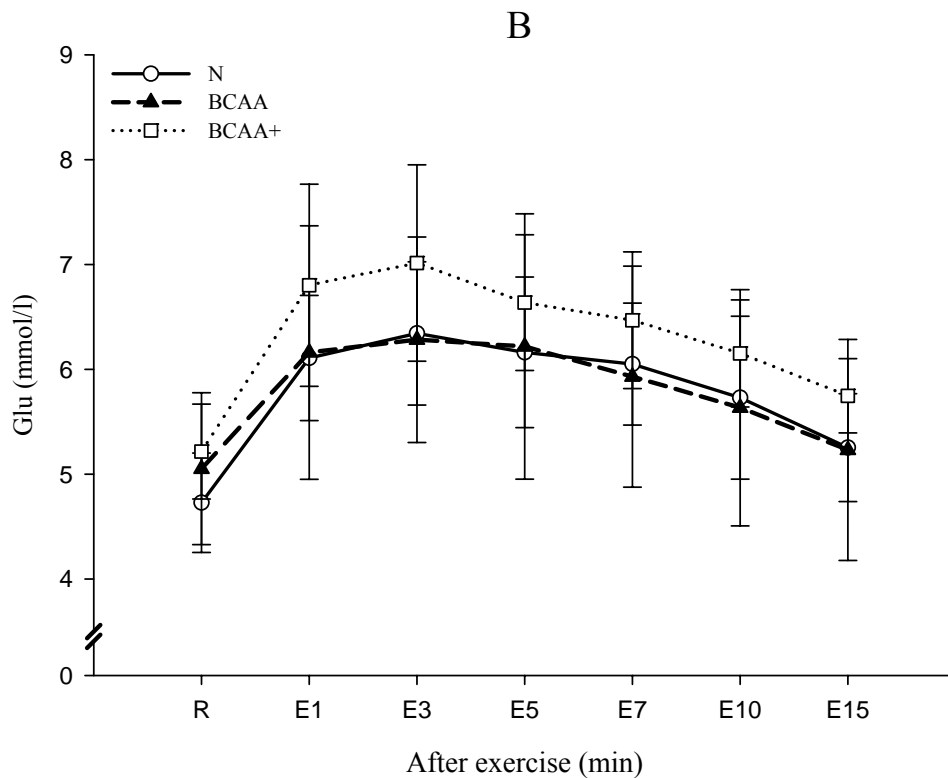 B
N
BCAA
BCAA+
9
8
7
6
5
4
0
Glu (mmol/l)
R E1 E3 E5 E7 E10 E15
After exercise (min)